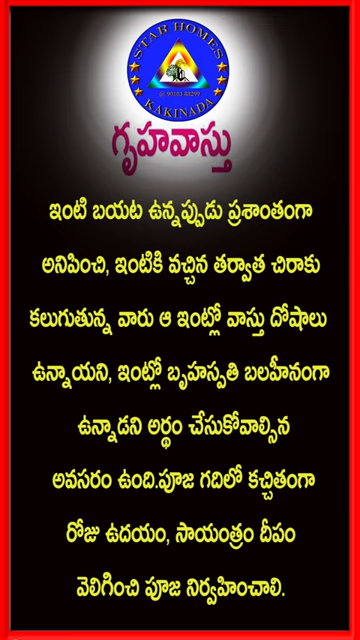 STAR HOMES
KAKINADA
గృహవాస్తు
ఇంటి బయట ఉన్నప్పుడు ప్రశాంతంగా
అనిపించి, ఇంటికి వచ్చిన తర్వాత చిరాకు
కలుగుతున్న వారు ఆ ఇంట్లో వాస్తు దోషాలు
ఉన్నాయని, ఇంట్లో బృహస్పతి బలహీనంగా
ఉన్నాడని అర్థం చేసుకోవాల్సిన
అవసరం ఉంది.పూజ గదిలో కచ్చితంగా
రోజు ఉదయం, సాయంత్రం దీపం
వెలిగించి పూజ నిర్వహించాలి.